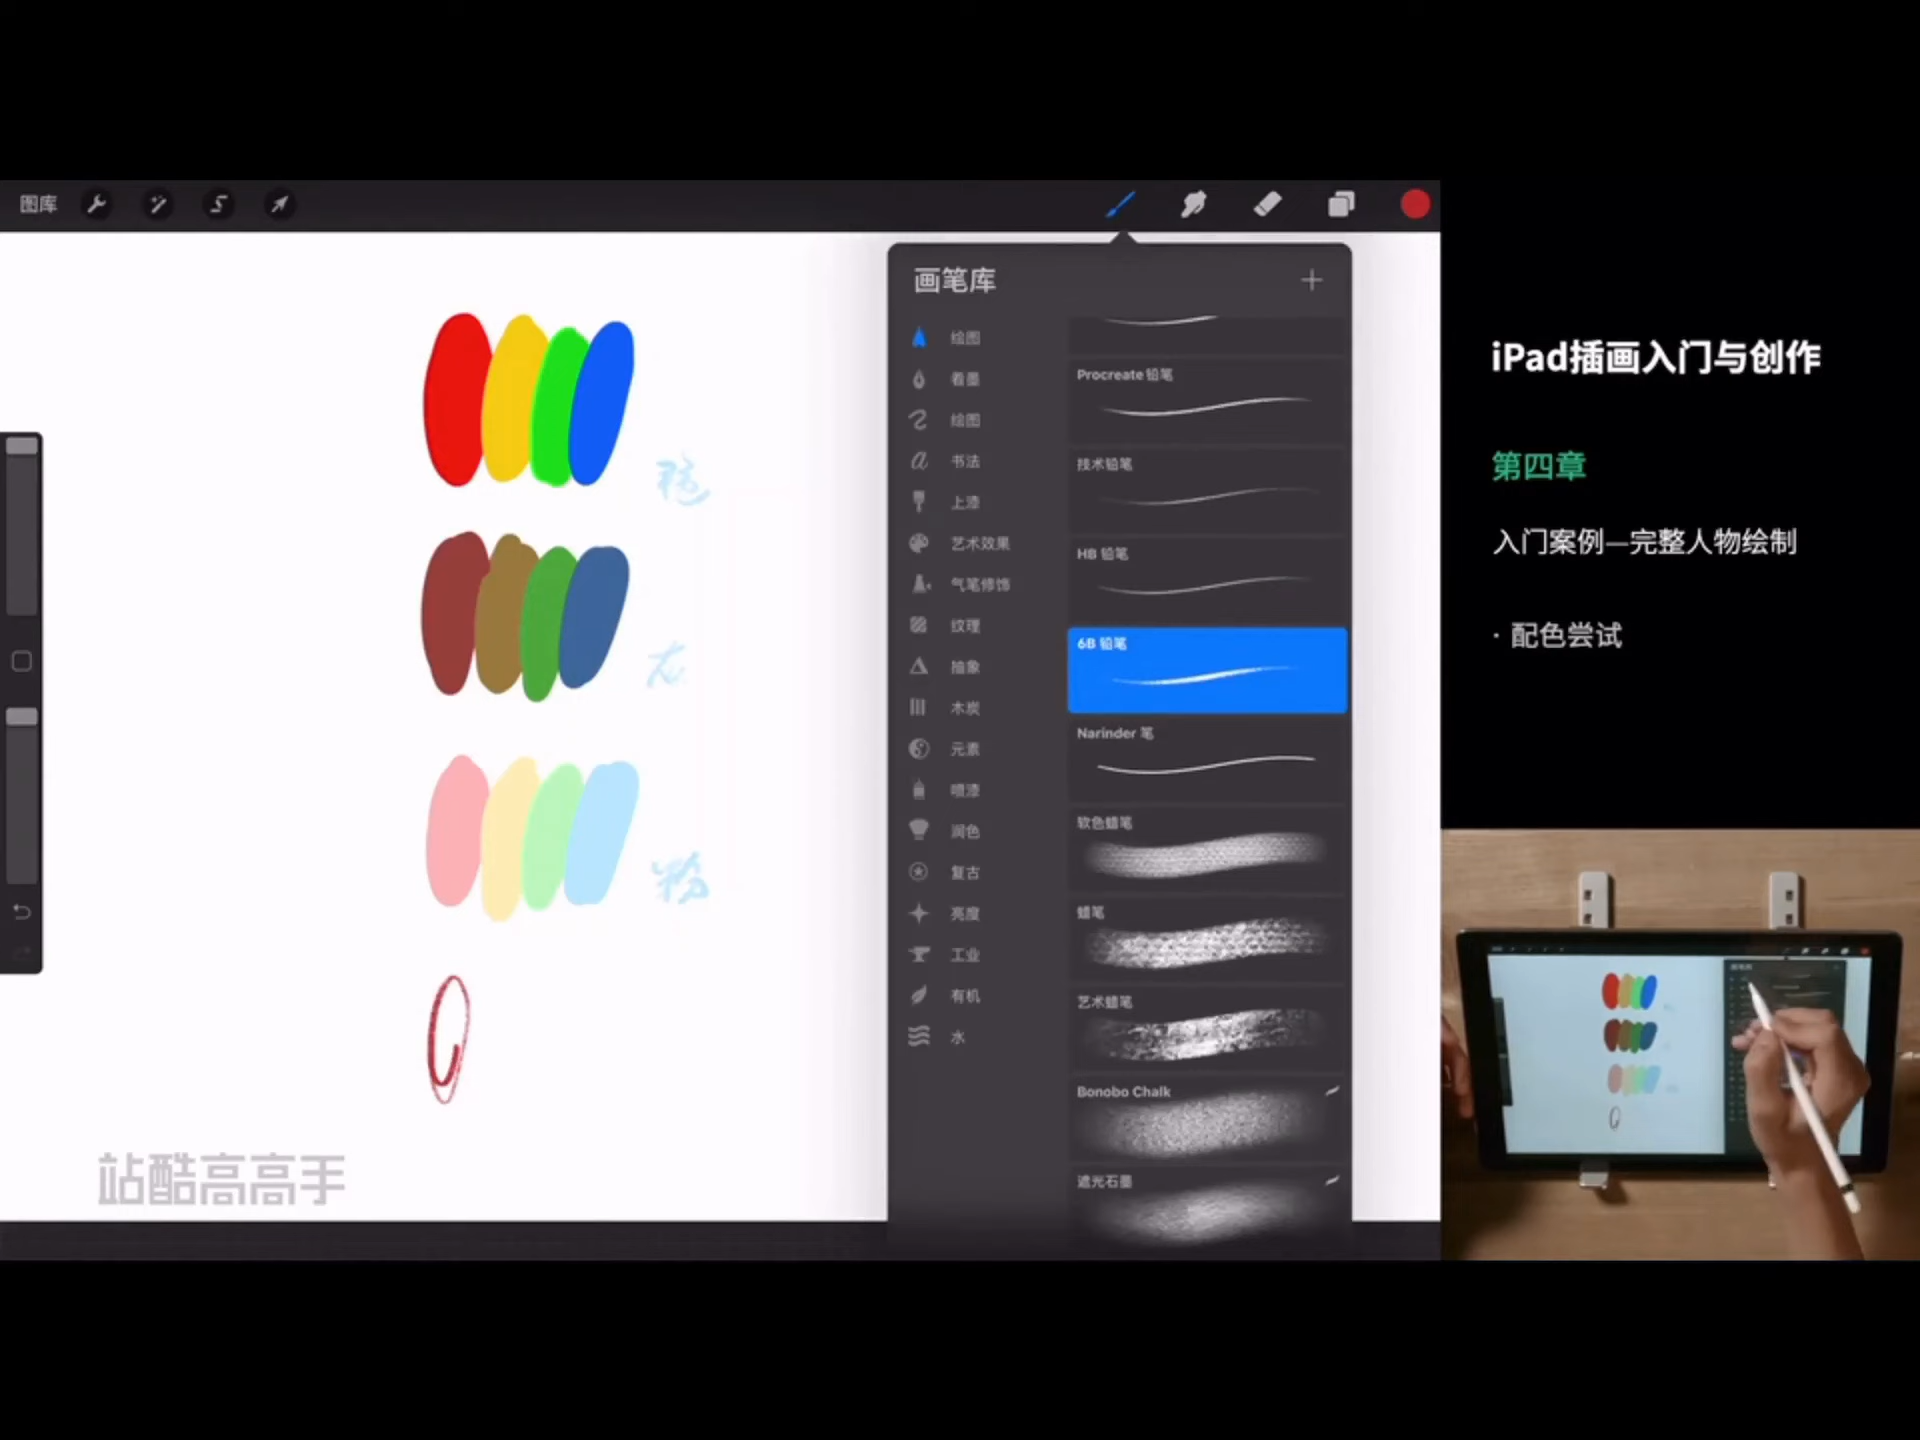 图库
画笔库
绘图
着墨
绘图
书法
上漆
艺术效果
气笔修饰
纹理
抽象
木炭
元素
喷漆
润色
复古
亮度
工业
有机
水
Procreate 铅笔
技术铅笔
HB 铅笔
6B 铅笔
Narinder 笔
软色蜡笔
蜡笔
艺术蜡笔
Bonobo Chalk
遮光石墨
粉
站酷高高手
iPad插画入门与创作
第四章
入门案例—完整人物绘制
· 配色尝试